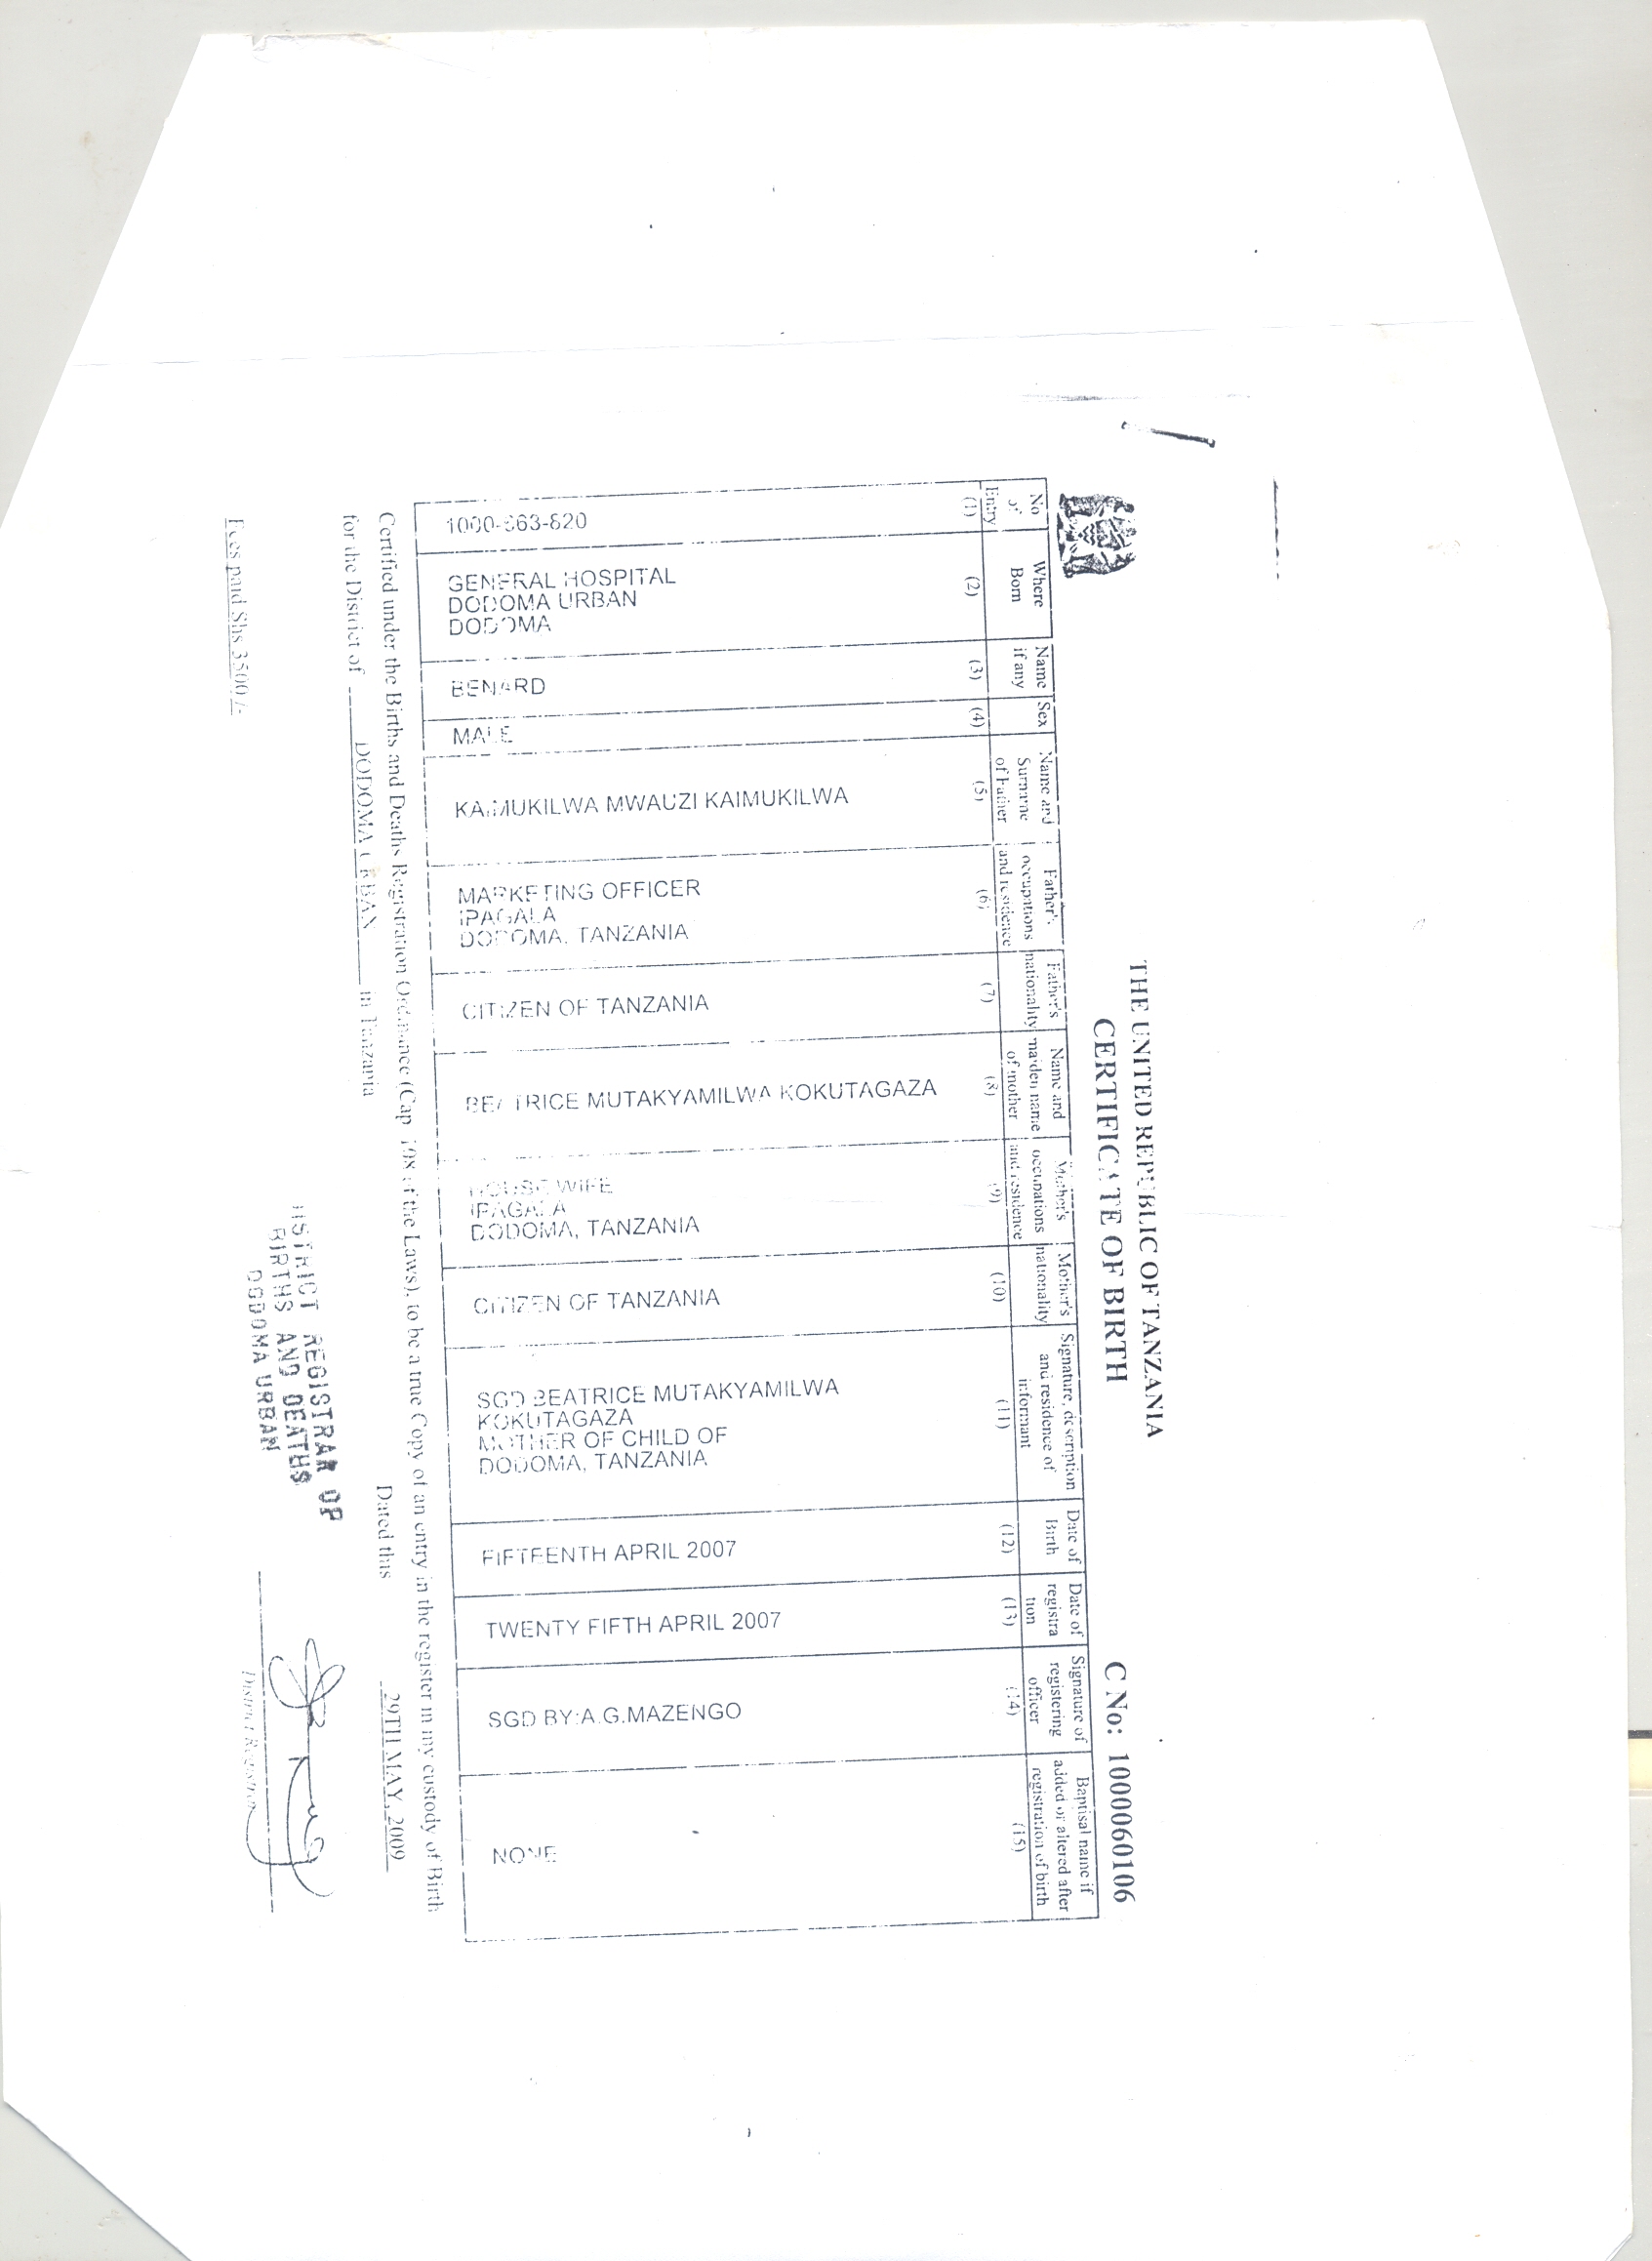 THE UNITED REPUBLIC OF TANZANIA
CERTIFICATE OF BIRTH
C No: 1000060106
No of Entry (1)
Where Born (2)
Name if any (3)
Sex (4)
Name and Surname of Father (5)
Father's occupations and residence (6)
Father's nationality (7)
Name and maiden name of mother (8)
Mother's occupations and residence (9)
Mother's nationality (10)
Signature, description and residence of informant (11)
Date of Birth (12)
Date of registra tion (13)
Signature of registering officer (14)
Baptisal name if added or altered after registration of birth (15)
GENERAL HOSPITAL
DODOMA URBAN
DODOMA
BENARD
MALE
KAIMUKILWA MWAUZI KAIMUKILWA
MARKETING OFFICER
IPAGALA
DODOMA, TANZANIA
CITIZEN OF TANZANIA
BEATRICE MUTAKYAMILWA KOKUTAGAZA
HOUSE WIFE
IPAGALA
DODOMA, TANZANIA
CITIZEN OF TANZANIA
SGD BEATRICE MUTAKYAMILWA
KOKUTAGAZA
MOTHER OF CHILD OF
DODOMA, TANZANIA
FIFTEENTH APRIL 2007
TWENTY FIFTH APRIL 2007
SGD BY:A.G.MAZENGO
NONE
Certified under the Births and Deaths Registration Ordinance (Cap 108 of the Laws), to be a true Copy of an entry in the register in my custody of Birth
for the District of DODOMA URBAN in Tanzania
Dated this 29TH MAY, 2009
DISTRICT REGISTRAR OF
BIRTHS AND DEATHS
DODOMA URBAN
District Registrar
Fees paid Shs 3500/-